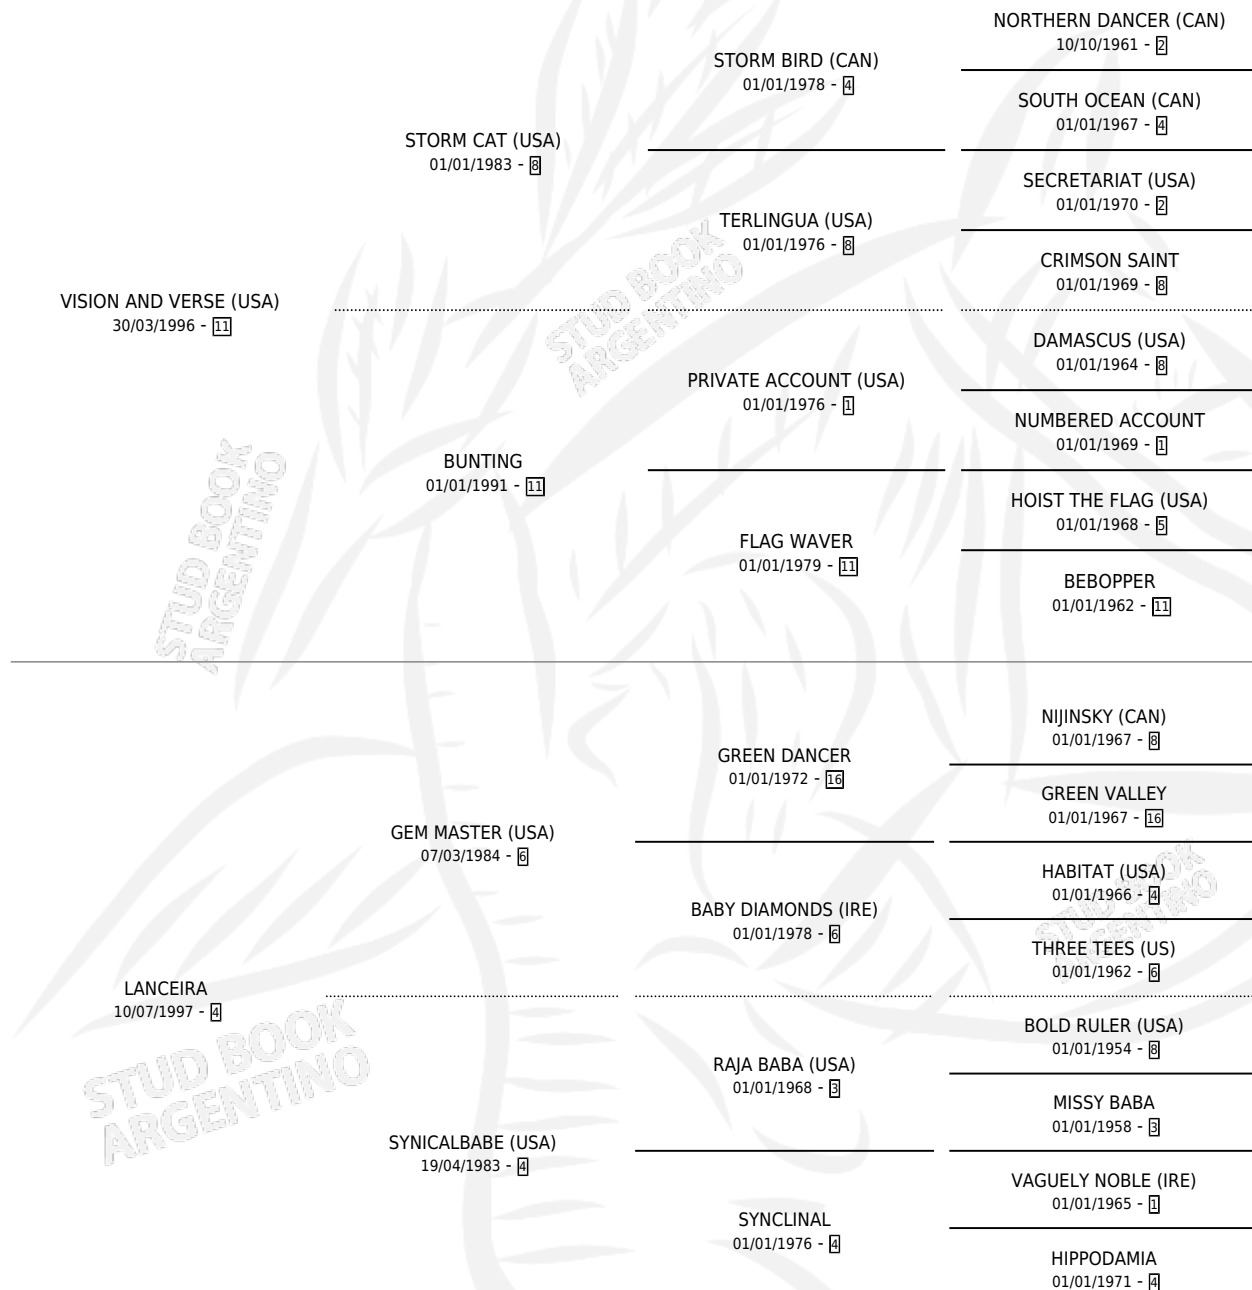 NORTHERN DANCER (CAN)
10/10/1961 - 2
STORM BIRD (CAN)
01/01/1978 - 4
SOUTH OCEAN (CAN)
01/01/1967 - 4
STORM CAT (USA)
01/01/1983 - 8
SECRETARIAT (USA)
01/01/1970 - 2
TERLINGUA (USA)
01/01/1976 - 8
CRIMSON SAINT
01/01/1969 - 8
VISION AND VERSE (USA)
30/03/1996 - 11
DAMASCUS (USA)
01/01/1964 - 8
PRIVATE ACCOUNT (USA)
01/01/1976 - 1
NUMBERED ACCOUNT
01/01/1969 - 1
BUNTING
01/01/1991 - 11
HOIST THE FLAG (USA)
01/01/1968 - 5
FLAG WAVER
01/01/1979 - 11
BEBOPPER
01/01/1962 - 11
NIJINSKY (CAN)
01/01/1967 - 8
GREEN DANCER
01/01/1972 - 16
GREEN VALLEY
01/01/1967 - 16
GEM MASTER (USA)
07/03/1984 - 6
HABITAT (USA)
01/01/1966 - 4
BABY DIAMONDS (IRE)
01/01/1978 - 6
THREE TEES (US)
01/01/1962 - 6
LANCEIRA
10/07/1997 - 4
BOLD RULER (USA)
01/01/1954 - 8
RAJA BABA (USA)
01/01/1968 - 3
MISSY BABA
01/01/1958 - 3
SYNICALBABE (USA)
19/04/1983 - 4
VAGUELY NOBLE (IRE)
01/01/1965 - 1
SYNCLINAL
01/01/1976 - 4
HIPPODAMIA
01/01/1971 - 4
STUD BOOK
ARGENTINO
STUD BOOK
ARGENTINO
STUD BOOK
ARGENTINO
STUD BOOK
ARGENTINO